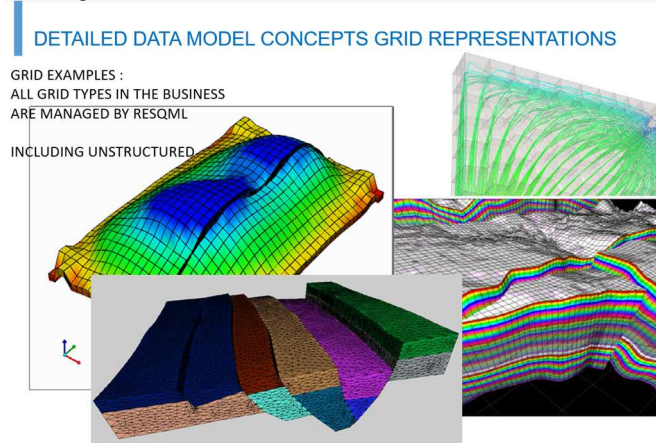 DETAILED DATA MODEL CONCEPTS GRID REPRESENTATIONS
GRID EXAMPLES :
ALL GRID TYPES IN THE BUSINESS
ARE MANAGED BY RESQML
INCLUDING UNSTRUCTURED